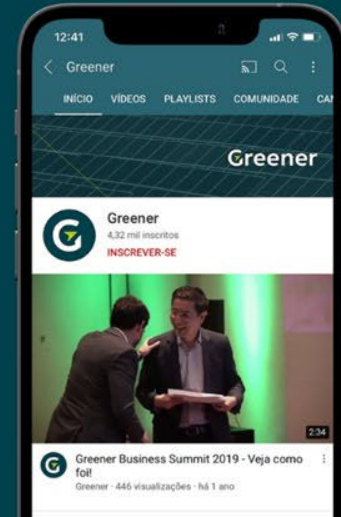 12:41
Greener
INÍCIO VÍDEOS PLAYLISTS COMUNIDADE CAN
Greener
Greener
4,32 mil inscritos
INSCREVER-SE
2:34
Greener Business Summit 2019 - Veja como
foi!
Greener · 446 visualizações · há 1 ano